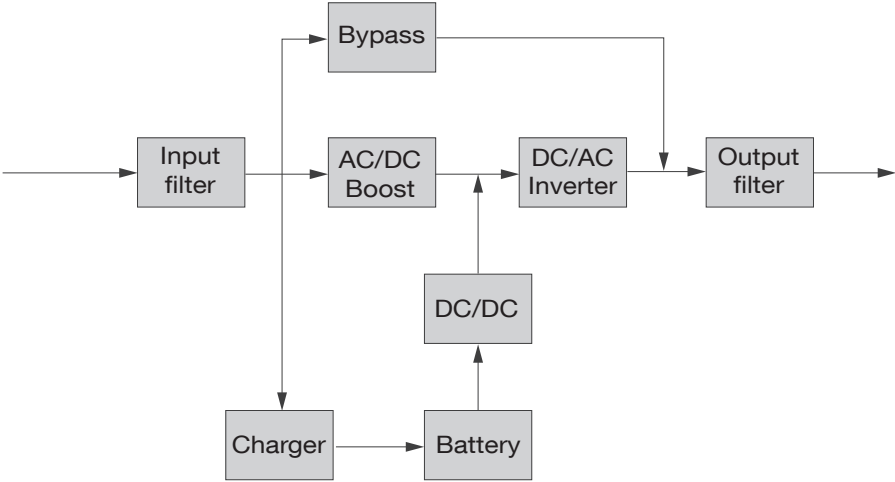 Bypass
Input
filter
AC/DC
Boost
DC/AC
Inverter
Output
filter
DC/DC
Charger
Battery